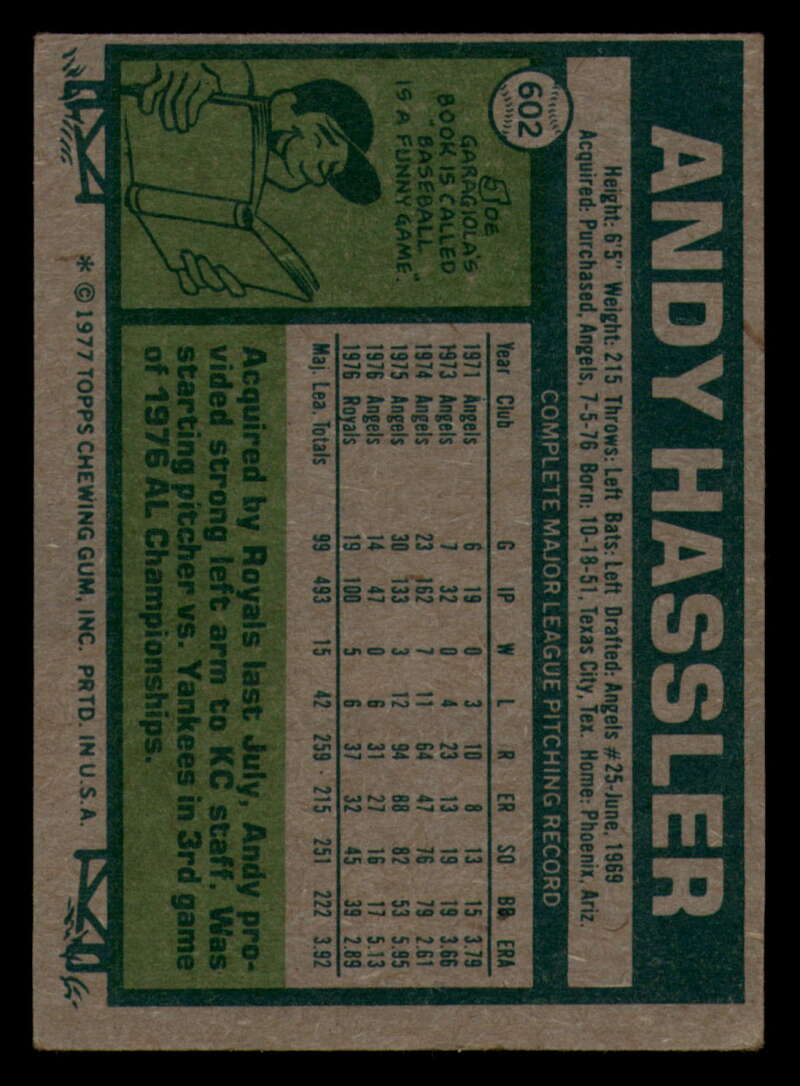 602
ANDY HASSLER
Height: 6'5" Weight: 215 Throws: Left Bats: Left Drafted: Angels #25-June, 1969
Acquired: Purchased, Angels, 7-5-76 Born: 10-18-51, Texas City, Tex. Home: Phoenix, Ariz.
COMPLETE MAJOR LEAGUE PITCHING RECORD
Year Club G IP W L R ER SO BB ERA
1971 Angels 6 19 0 3 10 8 13 15 3.79
1973 Angels 7 32 0 4 23 13 19 19 3.66
1974 Angels 23 162 7 11 64 47 76 79 2.61
1975 Angels 30 133 3 12 94 88 82 53 5.95
1976 Angels 14 47 0 6 31 27 16 17 5.13
1976 Royals 19 100 5 6 37 32 45 39 2.89
Maj. Lea. Totals 99 493 15 42 259 215 251 222 3.92
JOE
GARAGIOLA'S
BOOK IS CALLED
"BASEBALL
IS A FUNNY GAME."
Acquired by Royals last July, Andy pro-
vided strong left arm to KC staff. Was
starting pitcher vs. Yankees in 3rd game
of 1976 AL Championships.
* © 1977 TOPPS CHEWING GUM, INC. PRTD. IN U.S.A.